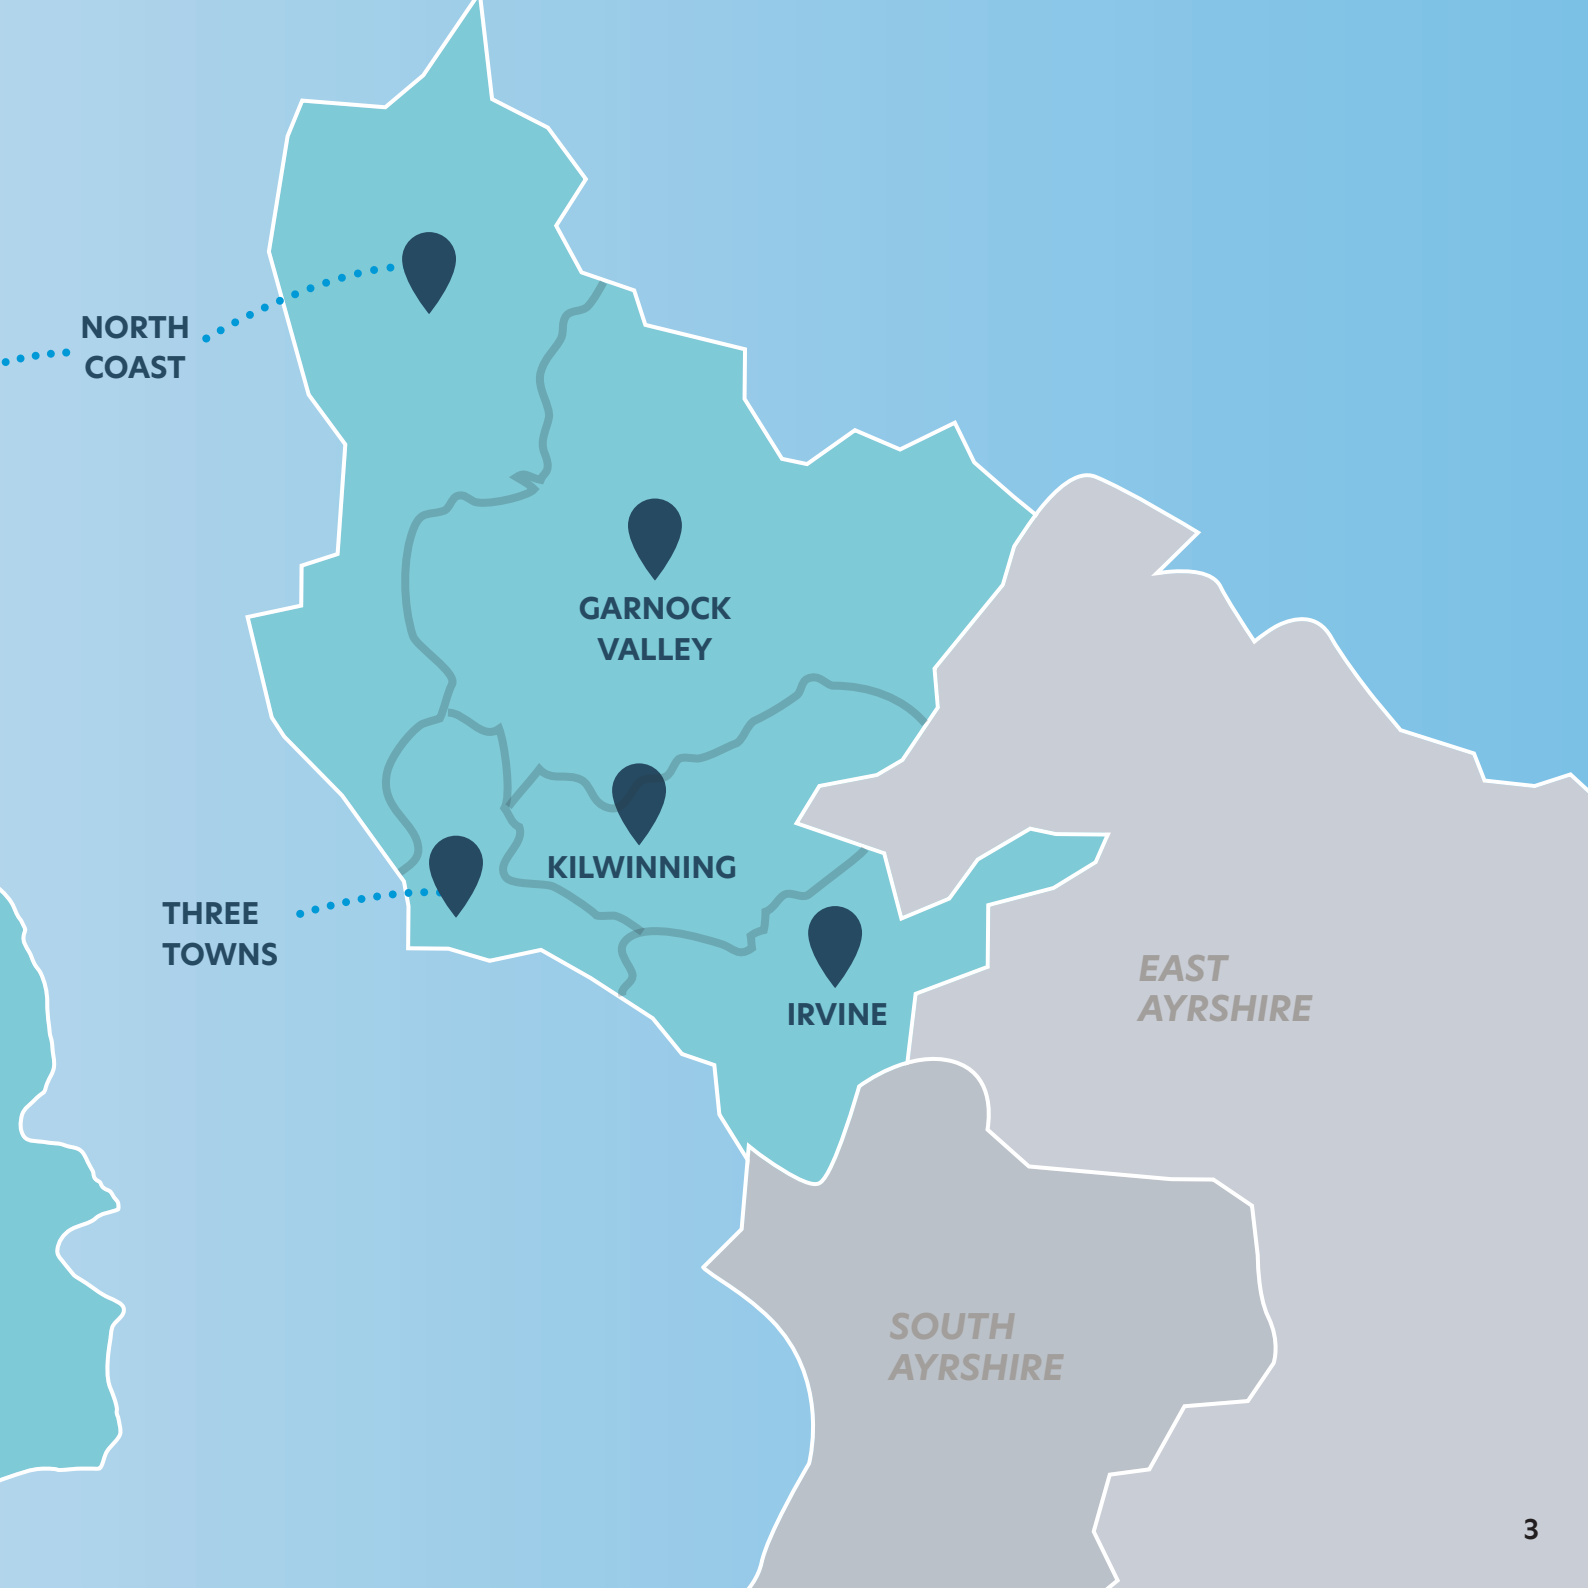 NORTH
COAST
GARNOCK
VALLEY
KILWINNING
THREE
TOWNS
IRVINE
EAST
AYRSHIRE
SOUTH
AYRSHIRE
3